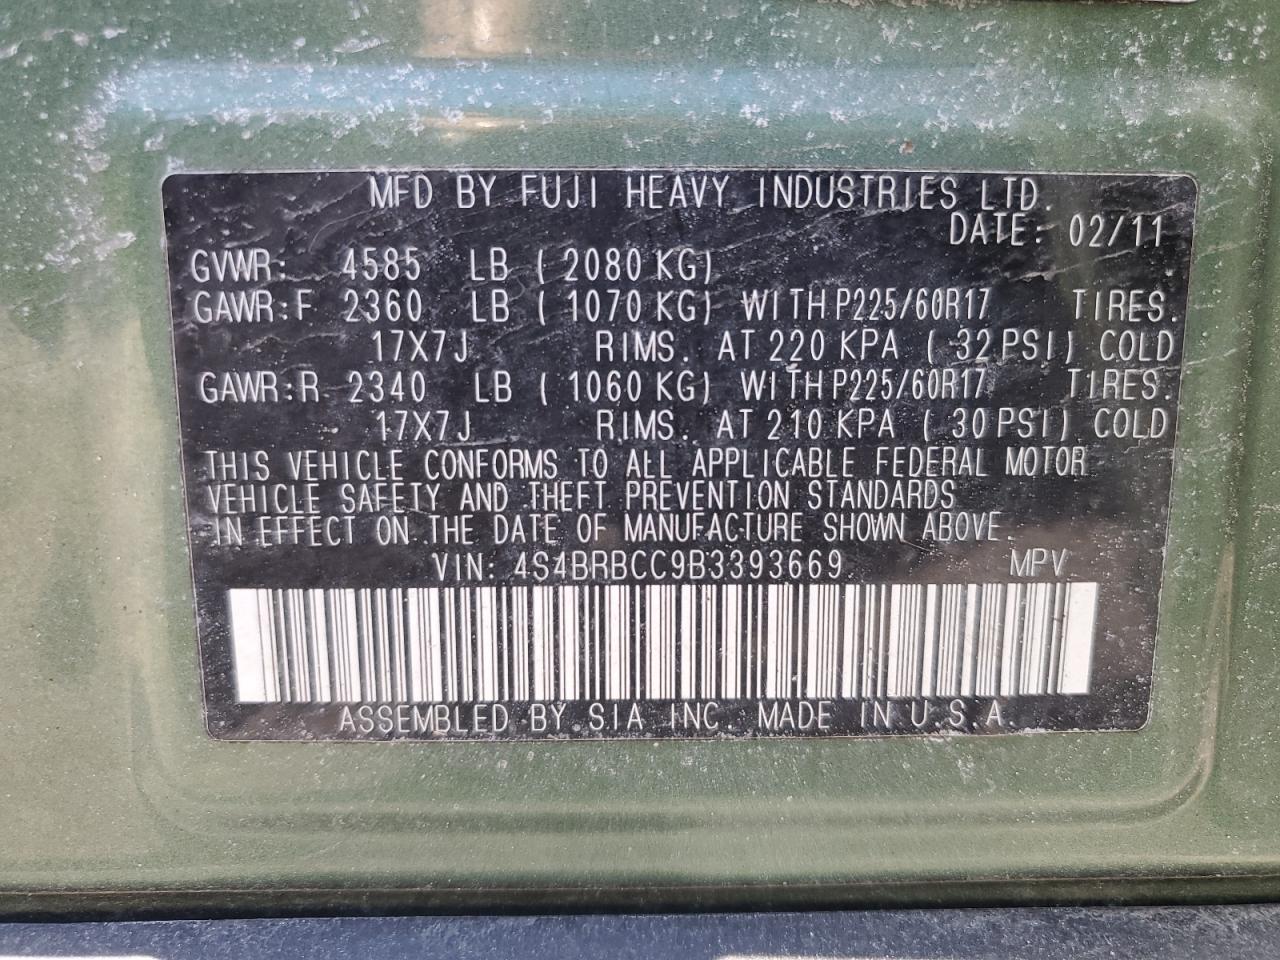 MFD BY FUJI HEAVY INDUSTRIES LTD.
DATE: 02/11
GVWR: 4585 LB ( 2080 KG)
GAWR:F 2360 LB ( 1070 KG) WITH P225/60R17 TIRES.
17X7J RIMS. AT 220 KPA ( 32 PSI) COLD
GAWR:R 2340 LB ( 1060 KG) WITH P225/60R17 TIRES.
17X7J RIMS. AT 210 KPA ( 30 PSI) COLD
THIS VEHICLE CONFORMS TO ALL APPLICABLE FEDERAL MOTOR
VEHICLE SAFETY AND THEFT PREVENTION STANDARDS
IN EFFECT ON THE DATE OF MANUFACTURE SHOWN ABOVE.
VIN: 4S4BRBCC9B3393669 MPV
ASSEMBLED BY SIA INC. MADE IN U.S.A.